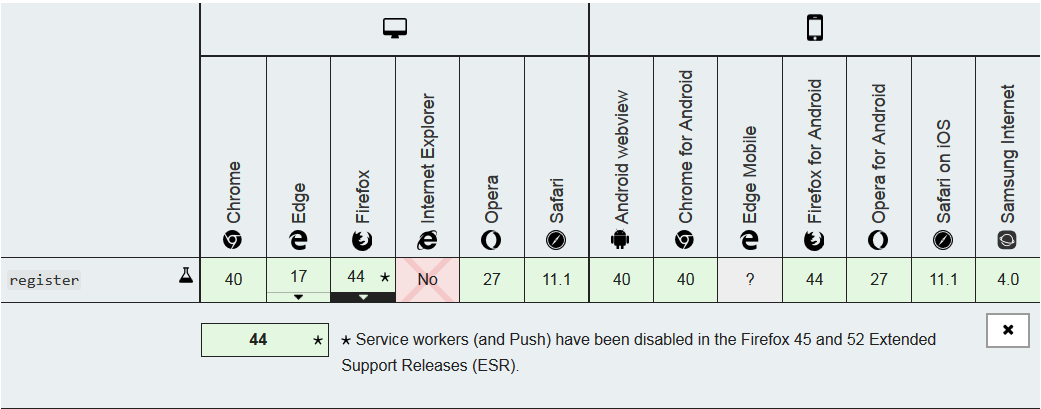 Chrome
Edge
Firefox
Internet Explorer
Opera
Safari
Android webview
Chrome for Android
Edge Mobile
Firefox for Android
Opera for Android
Safari on iOS
Samsung Internet
register 40 17 44 * No 27 11.1 40 40 ? 44 27 11.1 4.0
44 * * Service workers (and Push) have been disabled in the Firefox 45 and 52 Extended
Support Releases (ESR).